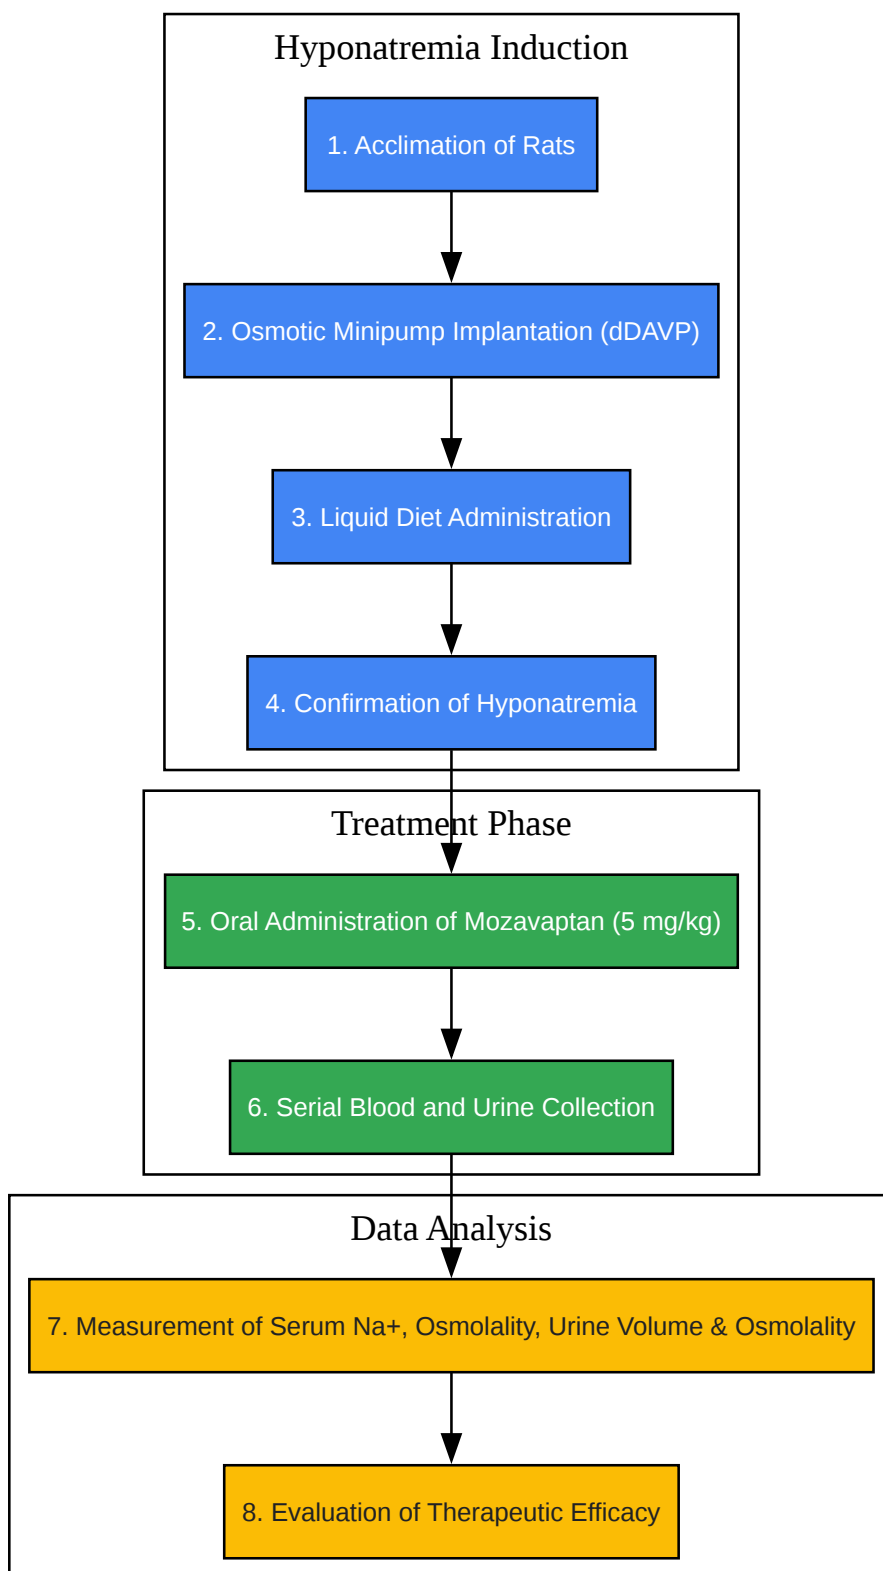 Hyponatremia Induction
1. Acclimation of Rats
2. Osmotic Minipump Implantation (dDAVP)
3. Liquid Diet Administration
4. Confirmation of Hyponatremia
Treatment Phase
5. Oral Administration of Mozavaptan (5 mg/kg)
6. Serial Blood and Urine Collection
Data Analysis
7. Measurement of Serum Na+, Osmolality, Urine Volume & Osmolality
8. Evaluation of Therapeutic Efficacy